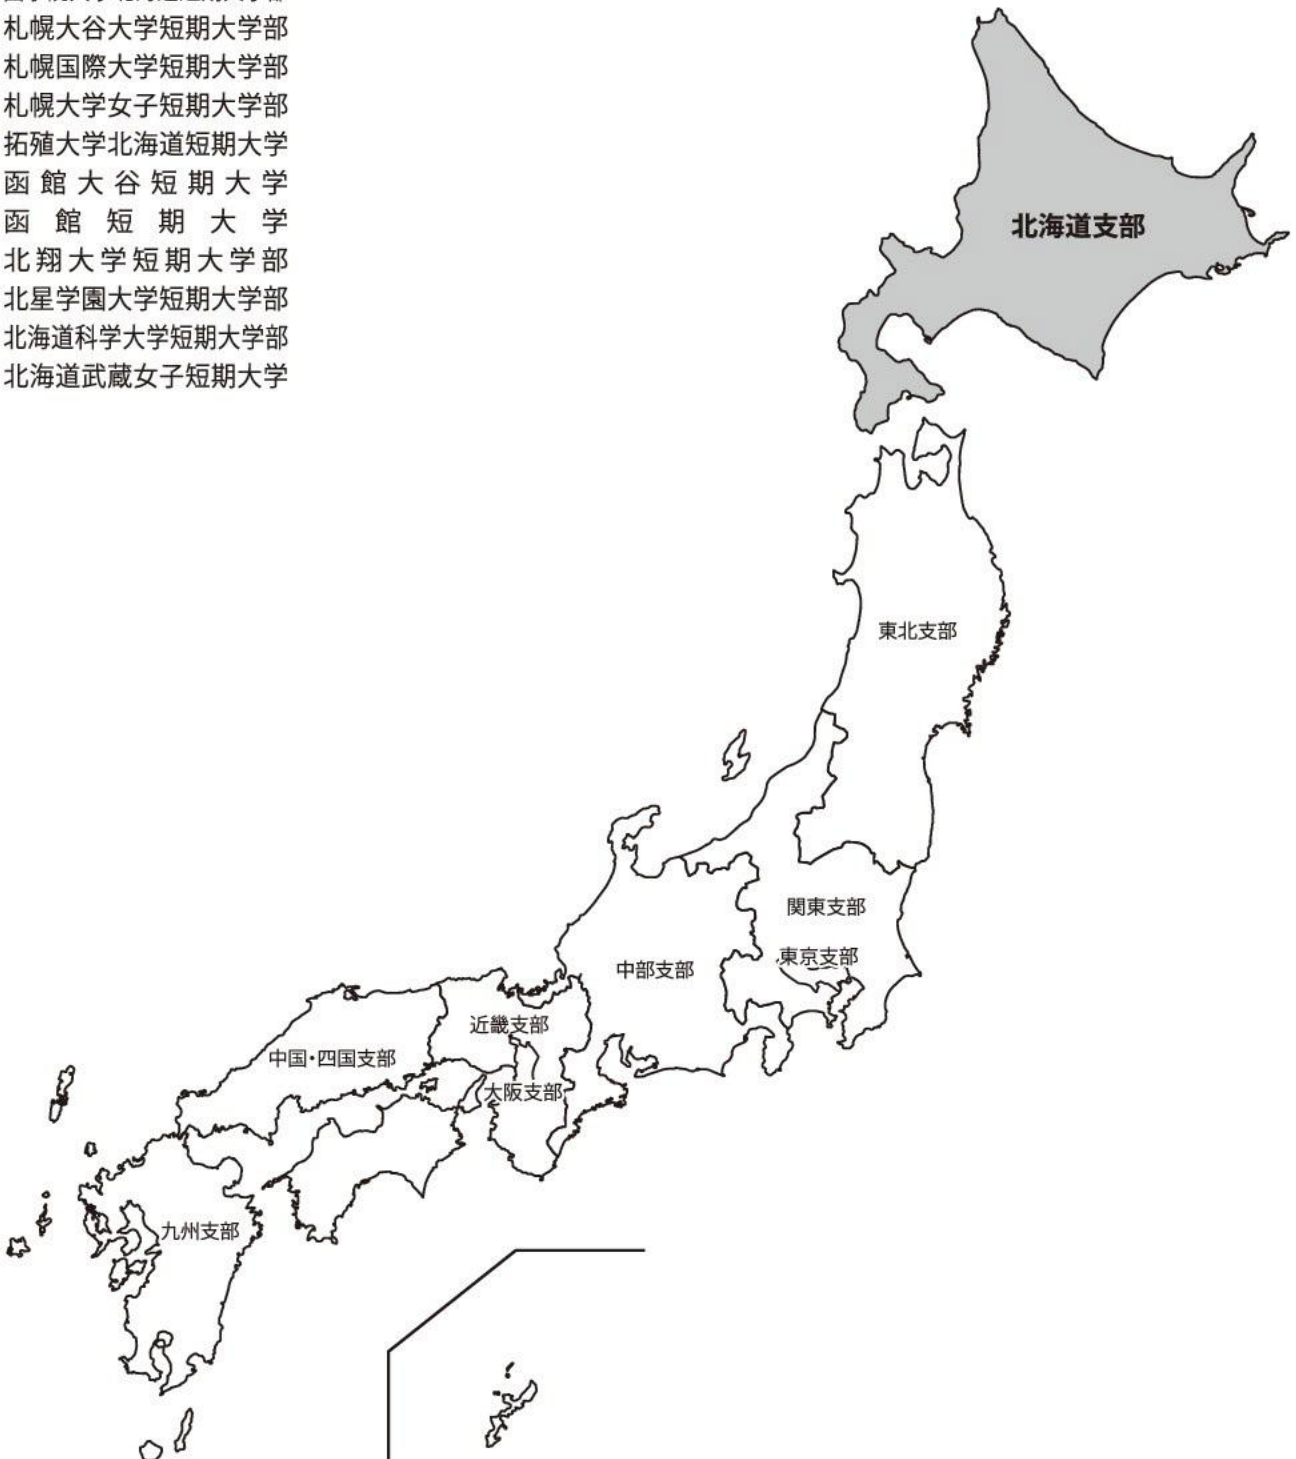 札幌大谷大学短期大学部
札幌国際大学短期大学部
札幌大学女子短期大学部
拓殖大学北海道短期大学
函館大谷短期大学
函館短期大学
北翔大学短期大学部
北星学園大学短期大学部
北海道科学大学短期大学部
北海道武蔵女子短期大学
北海道支部
東北支部
関東支部
東京支部
中部支部
近畿支部
中国・四国支部
大阪支部
九州支部